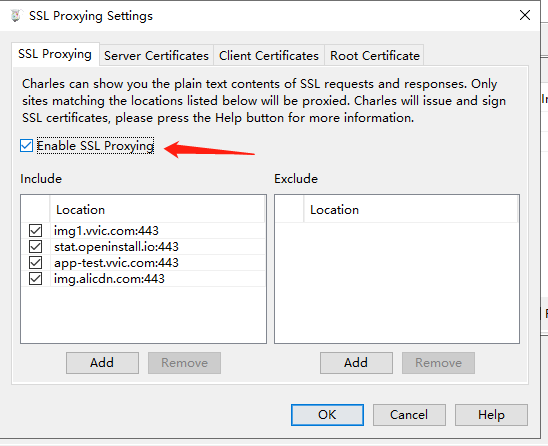 SSL Proxying Settings
SSL Proxying
Server Certificates
Client Certificates
Root Certificate
Charles can show you the plain text contents of SSL requests and responses. Only
sites matching the locations listed below will be proxied. Charles will issue and sign
SSL certificates, please press the Help button for more information.
Enable SSL Proxying
Include
Exclude
Location
Location
img1.vvic.com:443
stat.openinstall.io:443
app-test.vvic.com:443
img.alicdn.com:443
Add
Remove
Add
Remove
OK
Cancel
Help